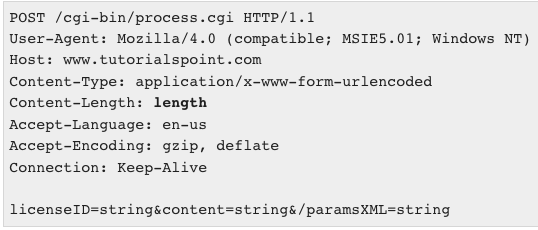 POST /cgi-bin/process.cgi HTTP/1.1
User-Agent: Mozilla/4.0 (compatible; MSIE5.01; Windows NT)
Host: www.tutorialspoint.com
Content-Type: application/x-www-form-urlencoded
Content-Length: length
Accept-Language: en-us
Accept-Encoding: gzip, deflate
Connection: Keep-Alive

licenseID=string&content=string&/paramsXML=string